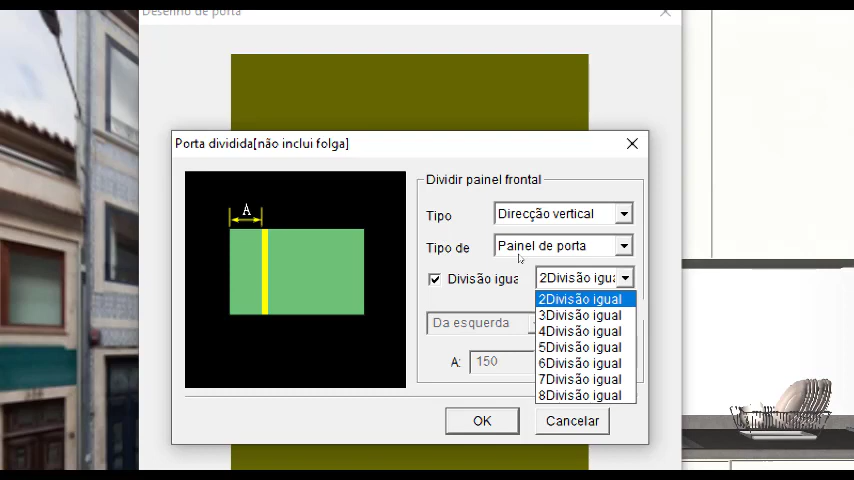 Desenho de porta
Porta dividida[não inclui folga]
A
Dividir painel frontal
Tipo
Direcção vertical
Tipo de
Painel de porta
Divisão igua
2Divisão igua
2Divisão igual
3Divisão igual
4Divisão igual
5Divisão igual
6Divisão igual
7Divisão igual
8Divisão igual
Da esquerda
A:
150
OK
Cancelar